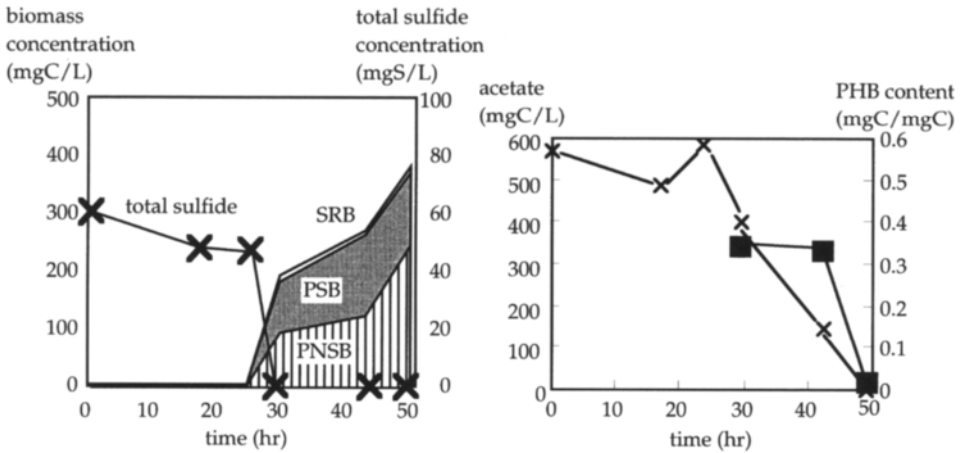 biomass
concentration
(mgC/L)
total sulfide
concentration
(mgS/L)
500
400
300
200
100
0
100
80
60
40
20
0
total sulfide
SRB
PSB
PNSB
0 10 20 30 40 50
time (hr)
acetate
(mgC/L)
PHB content
(mgC/mgC)
600
500
400
300
200
100
0
0.6
0.5
0.4
0.3
0.2
0.1
0
0 10 20 30 40 50
time (hr)